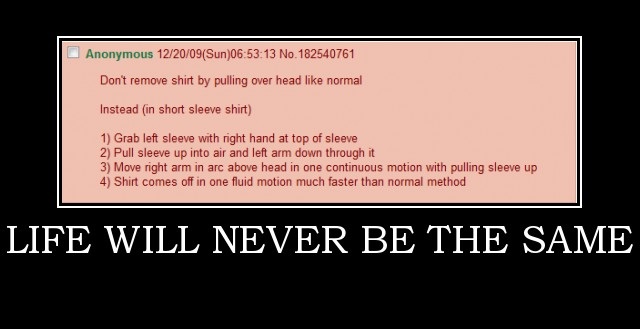 Anonymous 12/20/09(Sun)06:53:13 No.182540761
Don't remove shirt by pulling over head like normal
Instead (in short sleeve shirt)
1) Grab left sleeve with right hand at top of sleeve
2) Pull sleeve up into air and left arm down through it
3) Move right arm in arc above head in one continuous motion with pulling sleeve up
4) Shirt comes off in one fluid motion much faster than normal method
LIFE WILL NEVER BE THE SAME